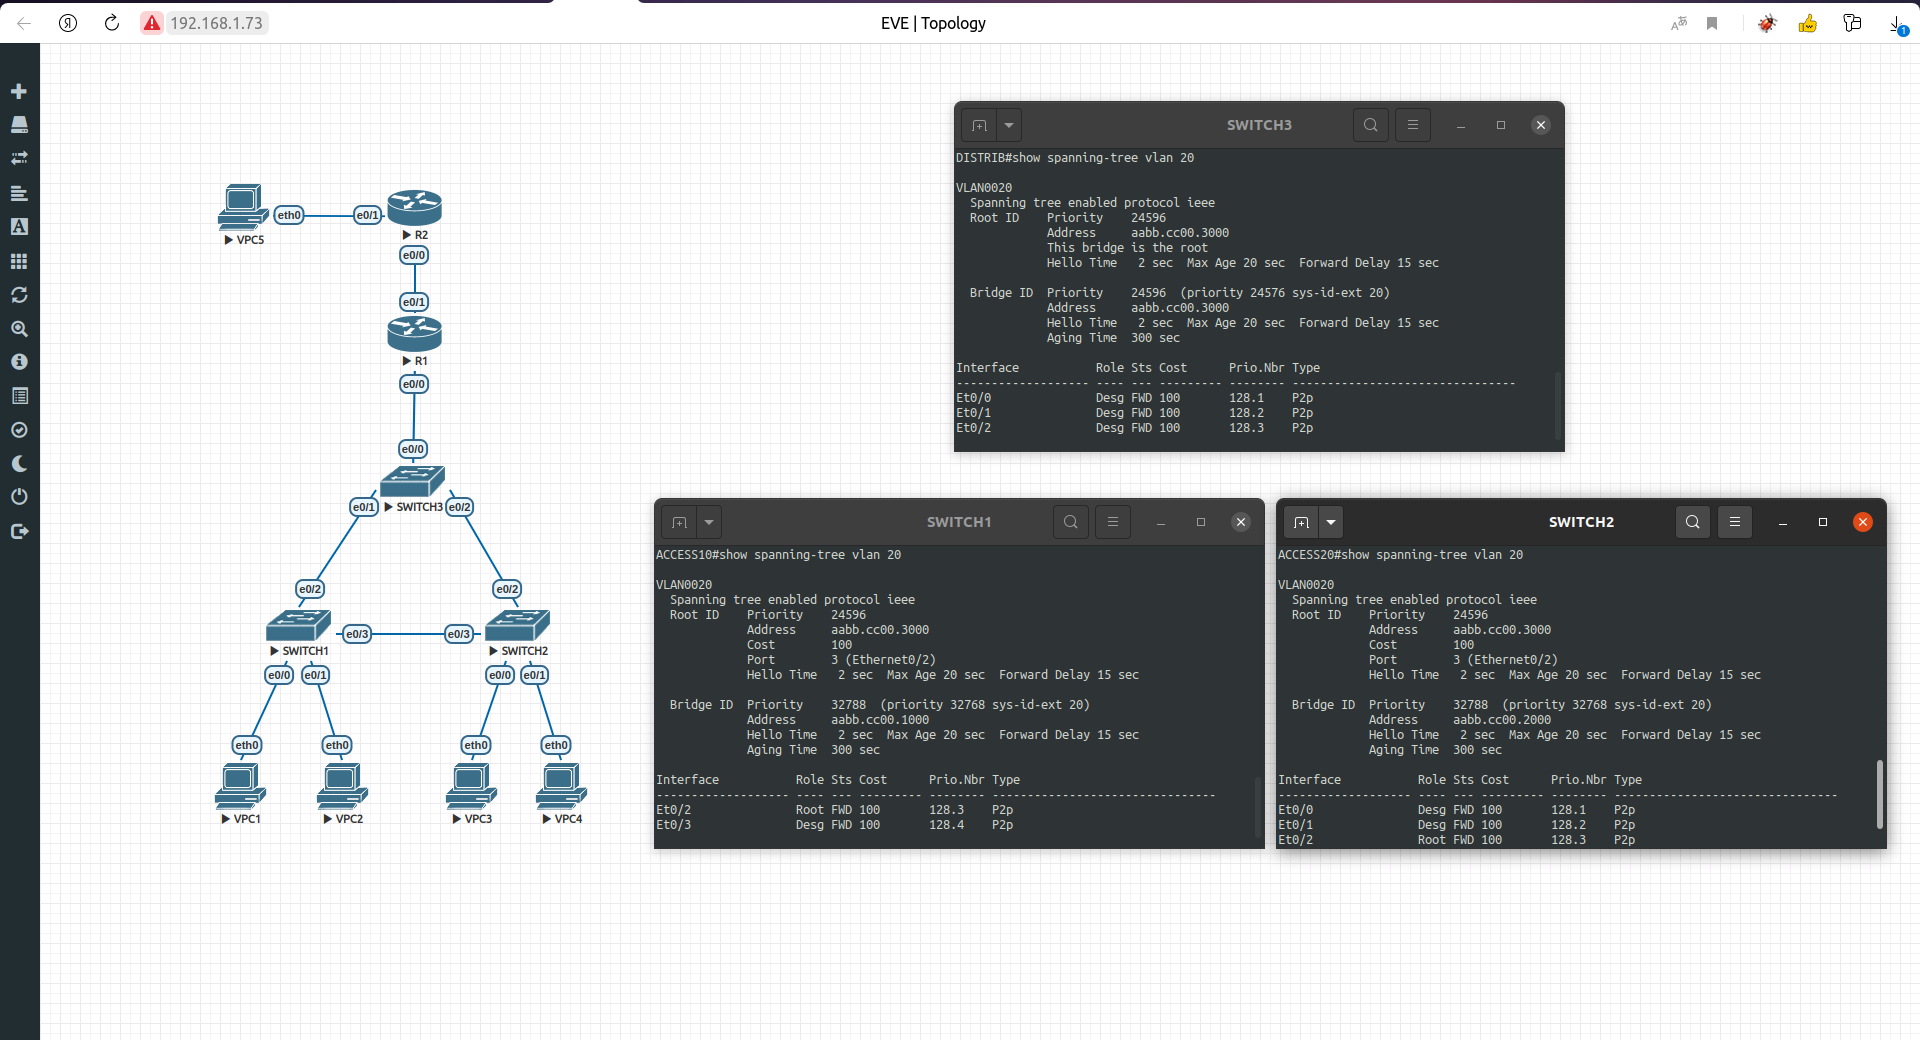 192.168.1.73
EVE | Topology
1
VPC5
eth0
e0/1
R2
e0/0
e0/1
R1
e0/0
e0/0
e0/1
SWITCH3
e0/2
e0/2
e0/2
SWITCH1
e0/3
e0/3
SWITCH2
e0/0
e0/1
e0/0
e0/1
eth0
eth0
eth0
eth0
VPC1
VPC2
VPC3
VPC4
SWITCH3
DISTRIB#show spanning-tree vlan 20
VLAN0020
Spanning tree enabled protocol ieee
Root ID    Priority    24596
Address     aabb.cc00.3000
This bridge is the root
Hello Time   2 sec  Max Age 20 sec  Forward Delay 15 sec
Bridge ID  Priority    24596  (priority 24576 sys-id-ext 20)
Address     aabb.cc00.3000
Hello Time   2 sec  Max Age 20 sec  Forward Delay 15 sec
Aging Time  300 sec
Interface           Role Sts Cost      Prio.Nbr Type
------------------- ---- --- --------- -------- --------------------------------
Et0/0               Desg FWD 100       128.1    P2p
Et0/1               Desg FWD 100       128.2    P2p
Et0/2               Desg FWD 100       128.3    P2p
SWITCH1
ACCESS10#show spanning-tree vlan 20
VLAN0020
Spanning tree enabled protocol ieee
Root ID    Priority    24596
Address     aabb.cc00.3000
Cost        100
Port        3 (Ethernet0/2)
Hello Time   2 sec  Max Age 20 sec  Forward Delay 15 sec
Bridge ID  Priority    32788  (priority 32768 sys-id-ext 20)
Address     aabb.cc00.1000
Hello Time   2 sec  Max Age 20 sec  Forward Delay 15 sec
Aging Time  300 sec
Interface           Role Sts Cost      Prio.Nbr Type
------------------- ---- --- --------- -------- --------------------------------
Et0/2               Root FWD 100       128.3    P2p
Et0/3               Desg FWD 100       128.4    P2p
SWITCH2
ACCESS20#show spanning-tree vlan 20
VLAN0020
Spanning tree enabled protocol ieee
Root ID    Priority    24596
Address     aabb.cc00.3000
Cost        100
Port        3 (Ethernet0/2)
Hello Time   2 sec  Max Age 20 sec  Forward Delay 15 sec
Bridge ID  Priority    32788  (priority 32768 sys-id-ext 20)
Address     aabb.cc00.2000
Hello Time   2 sec  Max Age 20 sec  Forward Delay 15 sec
Aging Time  300 sec
Interface           Role Sts Cost      Prio.Nbr Type
------------------- ---- --- --------- -------- --------------------------------
Et0/0               Desg FWD 100       128.1    P2p
Et0/1               Desg FWD 100       128.2    P2p
Et0/2               Root FWD 100       128.3    P2p